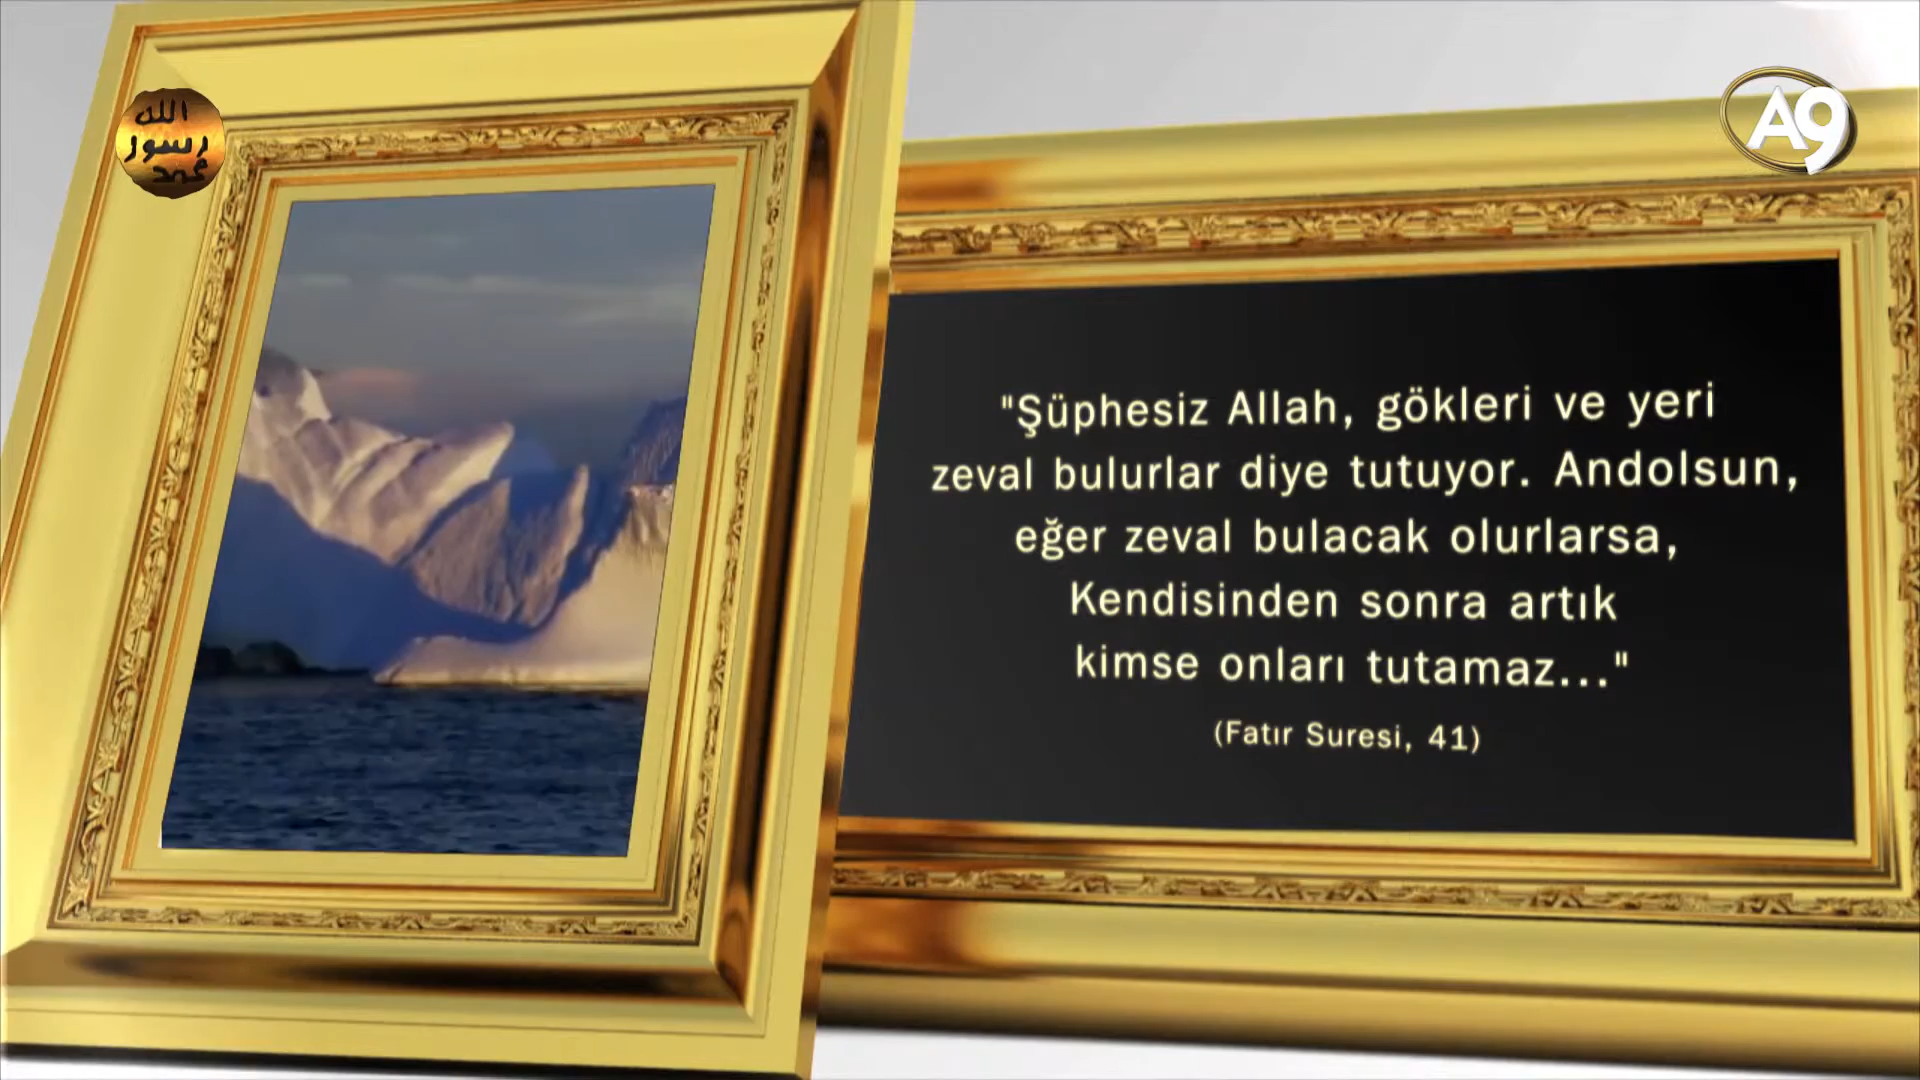 الله
رسول
محمد
A9
"Şüphesiz Allah, gökleri ve yeri
zeval bulurlar diye tutuyor. Andolsun,
eğer zeval bulacak olurlarsa,
Kendisinden sonra artık
kimse onları tutamaz..."
(Fatır Suresi, 41)